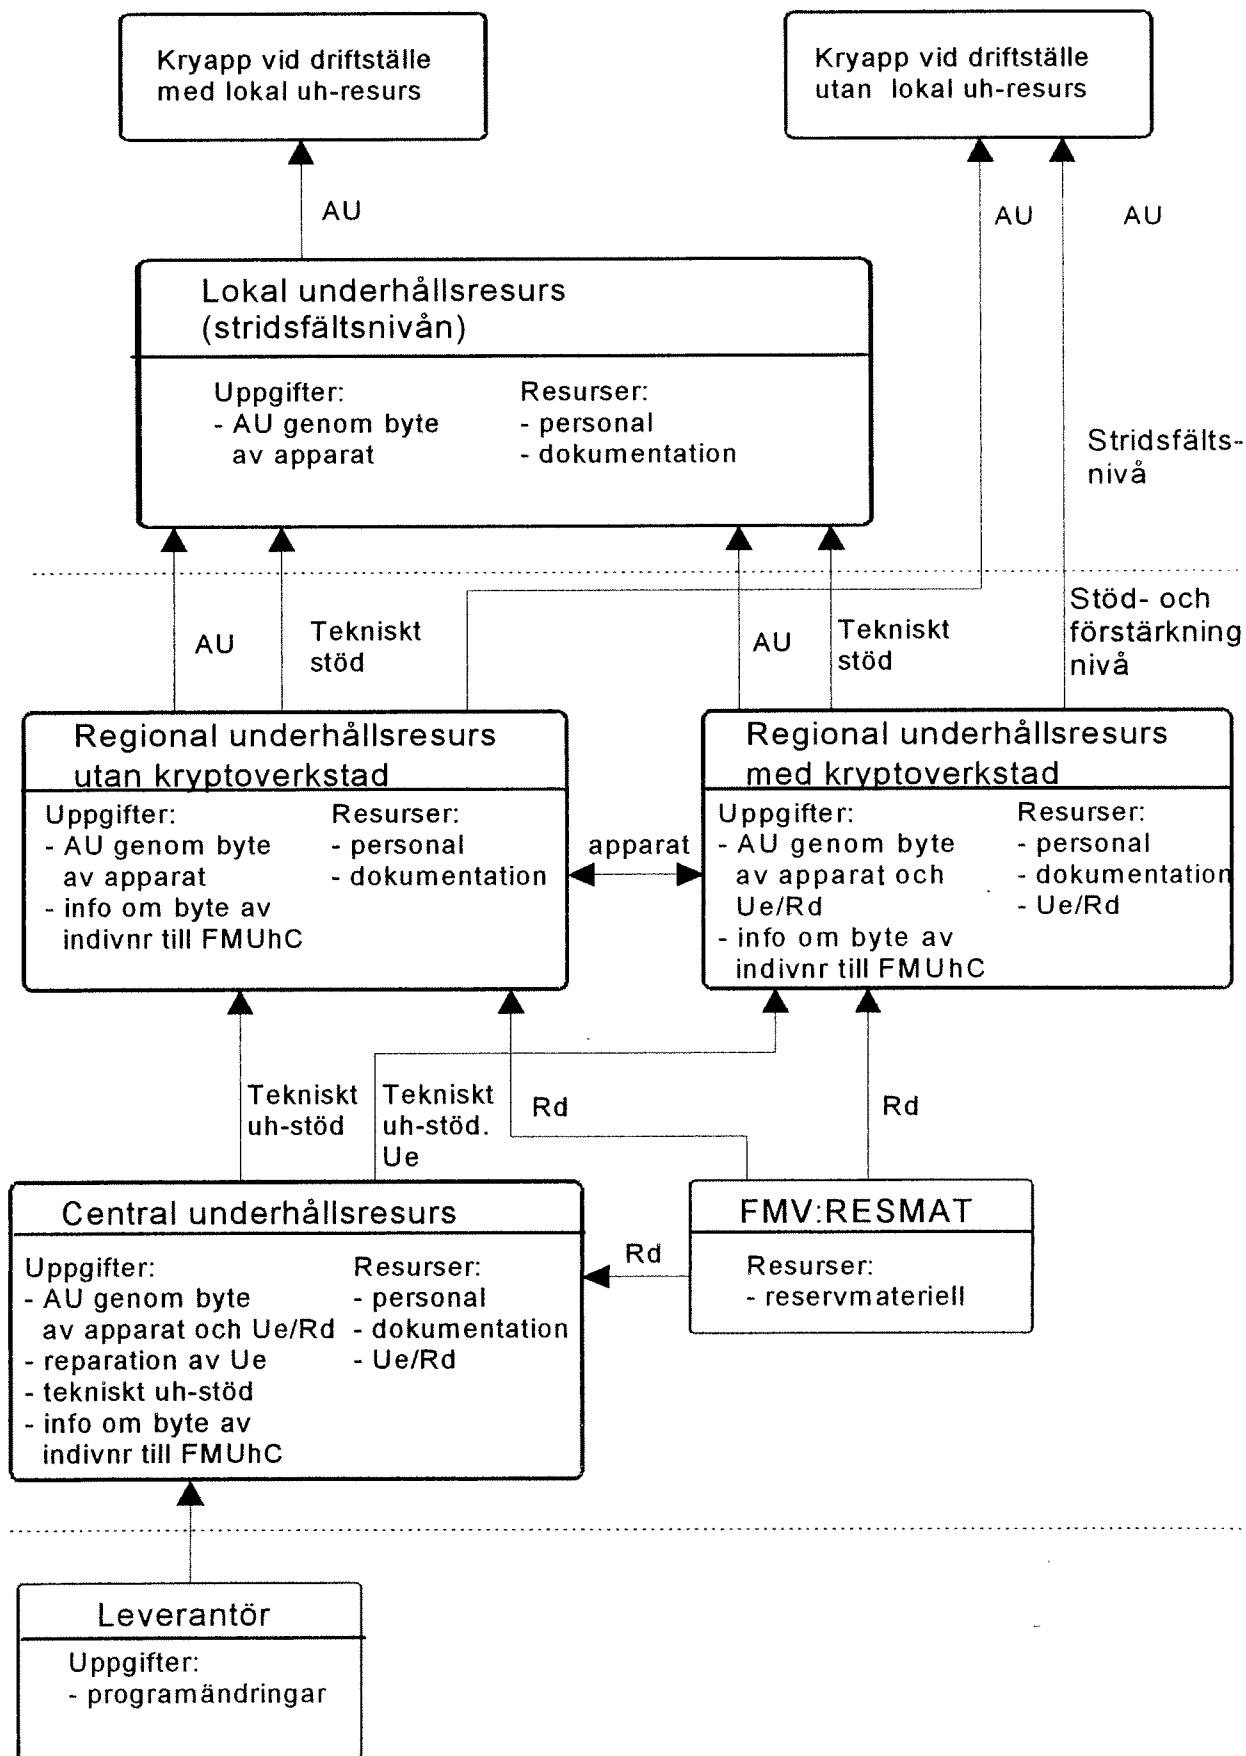 Kryapp vid driftställe
med lokal uh-resurs
Kryapp vid driftställe
utan lokal uh-resurs
AU
AU
AU
Lokal underhållsresurs
(stridsfältsnivån)
Uppgifter:
- AU genom byte
av apparat
Resurser:
- personal
- dokumentation
Stridsfälts-
nivå
AU
Tekniskt
stöd
AU
Tekniskt
stöd
Stöd- och
förstärkning
nivå
Regional underhållsresurs
utan kryptoverkstad
Uppgifter:
- AU genom byte
av apparat
- info om byte av
indivnr till FMUhC
Resurser:
- personal
- dokumentation
apparat
Regional underhållsresurs
med kryptoverkstad
Uppgifter:
- AU genom byte
av apparat och
Ue/Rd
- info om byte av
indivnr till FMUhC
Resurser:
- personal
- dokumentation
- Ue/Rd
Tekniskt
uh-stöd
Tekniskt
uh-stöd.
Ue
Rd
Rd
Central underhållsresurs
Uppgifter:
- AU genom byte
av apparat och Ue/Rd
- reparation av Ue
- tekniskt uh-stöd
- info om byte av
indivnr till FMUhC
Resurser:
- personal
- dokumentation
- Ue/Rd
Rd
FMV:RESMAT
Resurser:
- reservmateriell
Leverantör
Uppgifter:
- programändringar